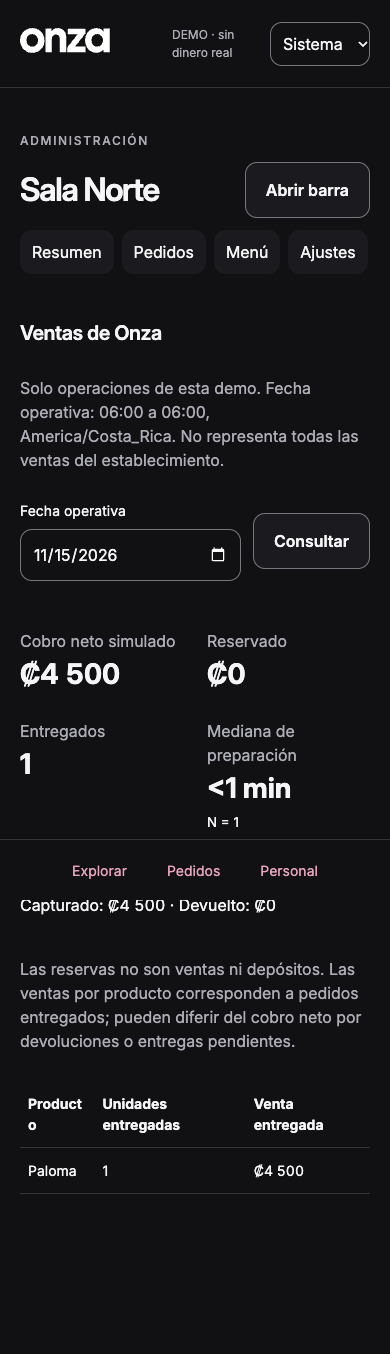 onza
DEMO · sin
dinero real
Sistema
ADMINISTRACIÓN
Sala Norte
Abrir barra
Resumen
Pedidos
Menú
Ajustes
Ventas de Onza
Solo operaciones de esta demo. Fecha
operativa: 06:00 a 06:00,
America/Costa_Rica. No representa todas las
ventas del establecimiento.
Fecha operativa
11/15/2026
Consultar
Cobro neto simulado
₡4 500
Reservado
₡0
Entregados
1
Mediana de
preparación
<1 min
N = 1
Explorar
Pedidos
Personal
Capturado: ₡4 500 · Devuelto: ₡0
Las reservas no son ventas ni depósitos. Las
ventas por producto corresponden a pedidos
entregados; pueden diferir del cobro neto por
devoluciones o entregas pendientes.
Product
o
Unidades
entregadas
Venta
entregada
Paloma
1
₡4 500